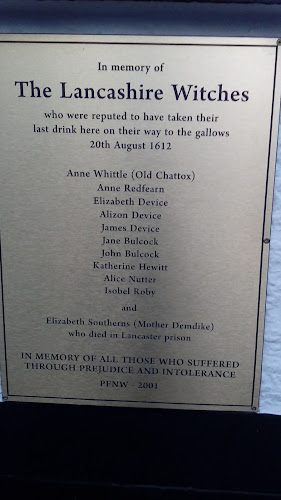 In memory of
The Lancashire Witches
who were reputed to have taken their
last drink here on their way to the gallows
20th August 1612
Anne Whittle (Old Chattox)
Anne Redfearn
Elizabeth Device
Alizon Device
James Device
Jane Bulcock
John Bulcock
Katherine Hewitt
Alice Nutter
Isobel Roby
and
Elizabeth Southerns (Mother Demdike)
who died in Lancaster prison
IN MEMORY OF ALL THOSE WHO SUFFERED
THROUGH PREJUDICE AND INTOLERANCE
PFNW - 2001